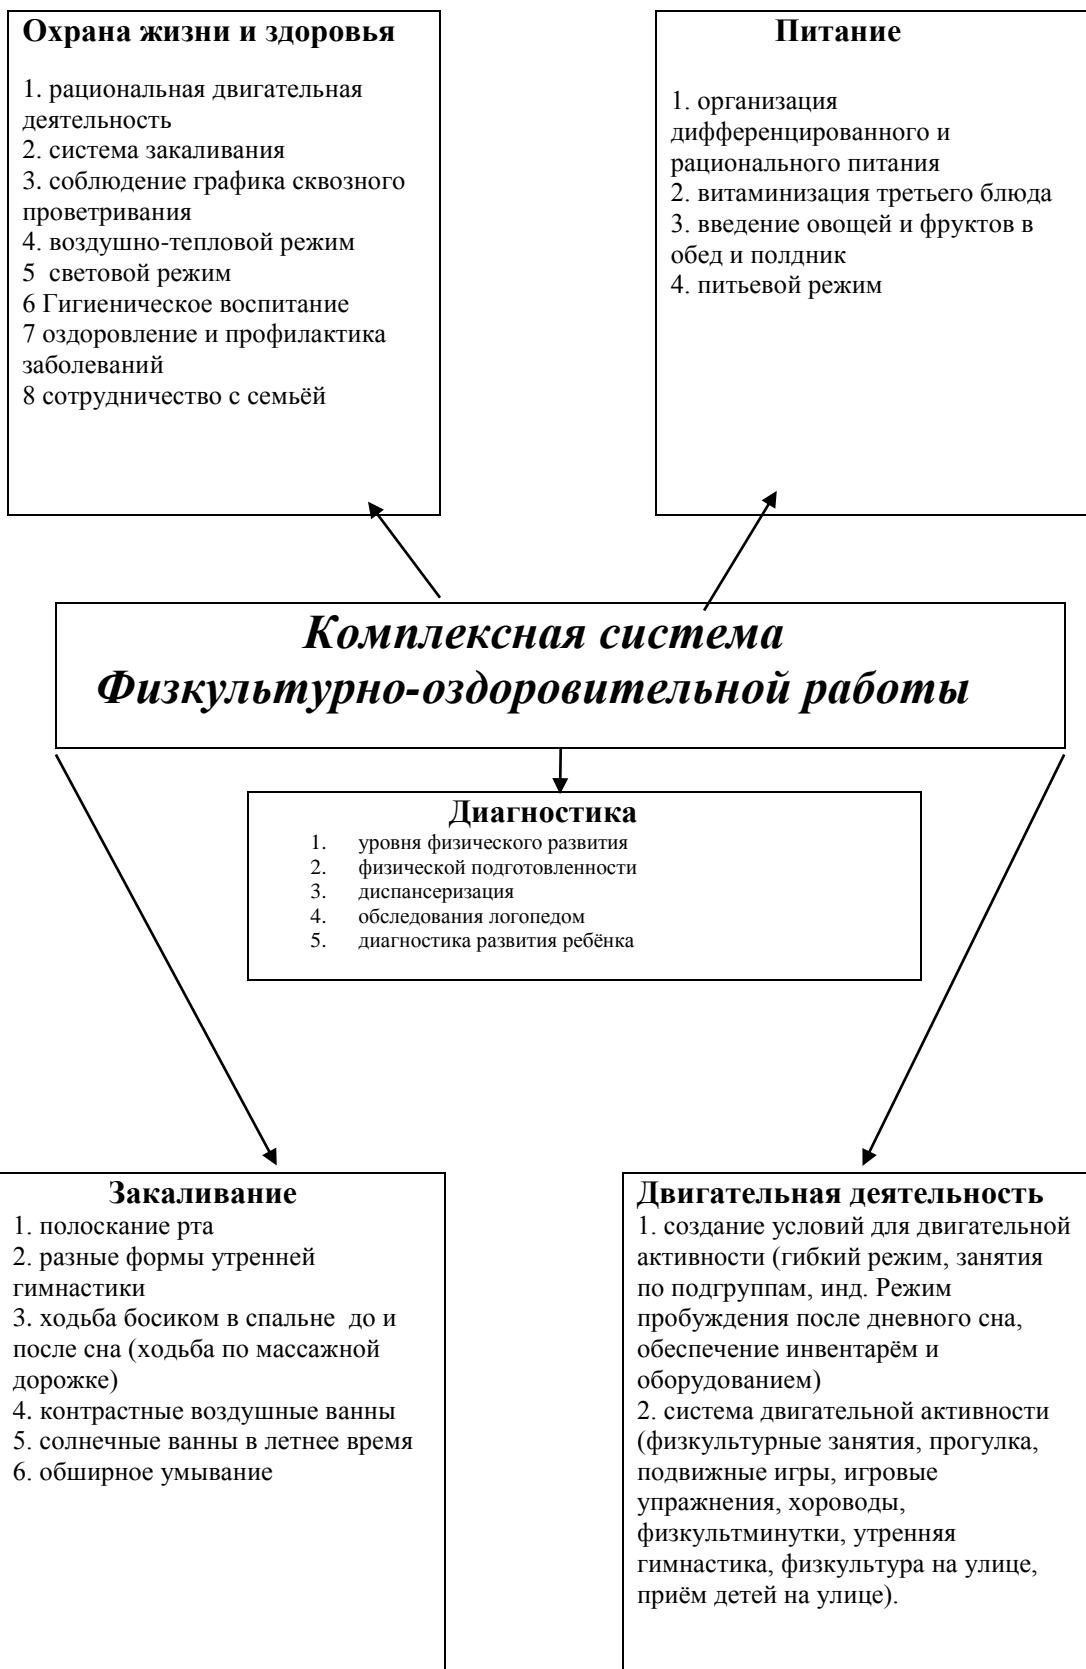 Охрана жизни и здоровья
1. рациональная двигательная
деятельность
2. система закаливания
3. соблюдение графика сквозного
проветривания
4. воздушно-тепловой режим
5  световой режим
6 Гигиеническое воспитание
7 оздоровление и профилактика
заболеваний
8 сотрудничество с семьёй
Питание
1. организация
дифференцированного и
рационального питания
2. витаминизация третьего блюда
3. введение овощей и фруктов в
обед и полдник
4. питьевой режим
Комплексная система
Физкультурно-оздоровительной работы
Диагностика
1. уровня физического развития
2. физической подготовленности
3. диспансеризация
4. обследования логопедом
5. диагностика развития ребёнка
Закаливание
1. полоскание рта
2. разные формы утренней
гимнастики
3. ходьба босиком в спальне  до и
после сна (ходьба по массажной
дорожке)
4. контрастные воздушные ванны
5. солнечные ванны в летнее время
6. обширное умывание
Двигательная деятельность
1. создание условий для двигательной
активности (гибкий режим, занятия
по подгруппам, инд. Режим
пробуждения после дневного сна,
обеспечение инвентарём и
оборудованием)
2. система двигательной активности
(физкультурные занятия, прогулка,
подвижные игры, игровые
упражнения, хороводы,
физкультминутки, утренняя
гимнастика, физкультура на улице,
приём детей на улице).